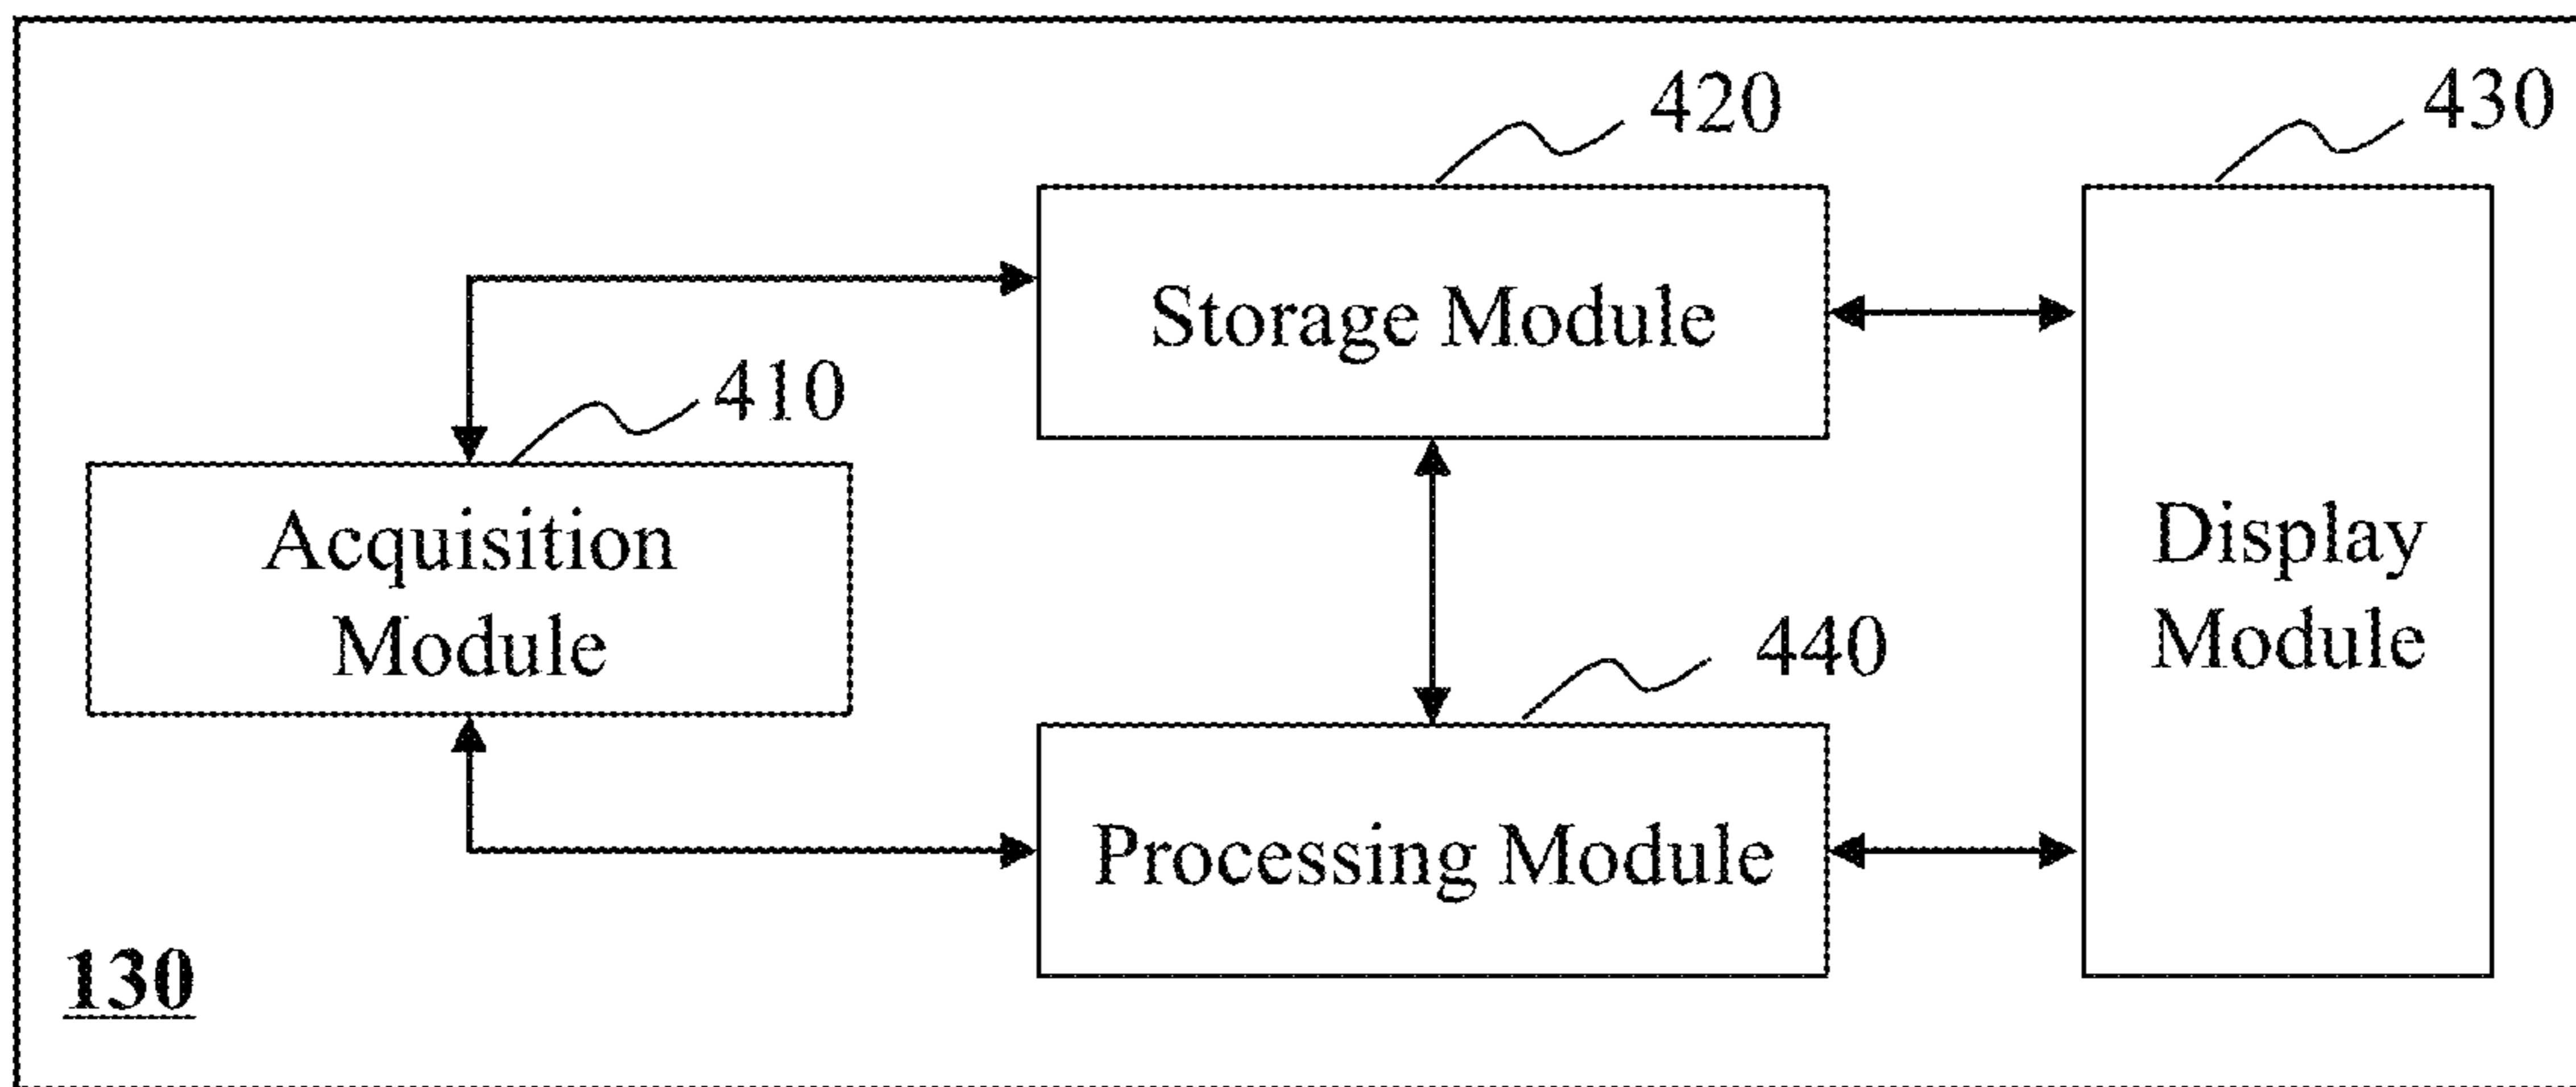 420
430
Storage Module
410
Acquisition
Module
Display
Module
440
Processing Module
130